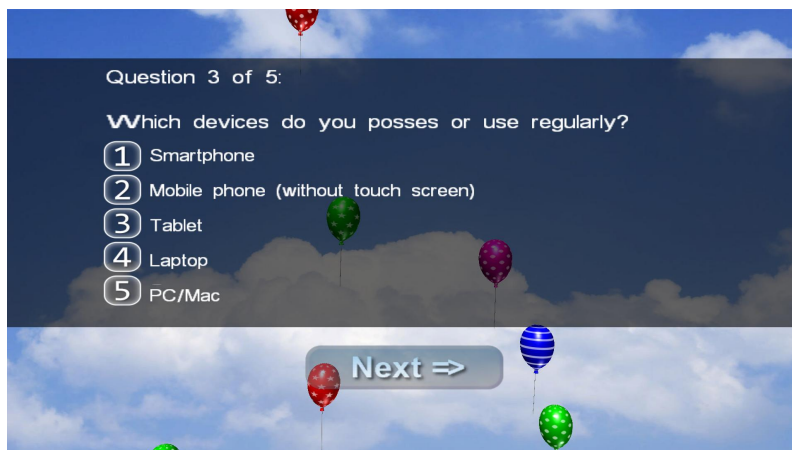 Question 3 of 5:
Which devices do you posses or use regularly?
1 Smartphone
2 Mobile phone (without touch screen)
3 Tablet
4 Laptop
5 PC/Mac
Next =>